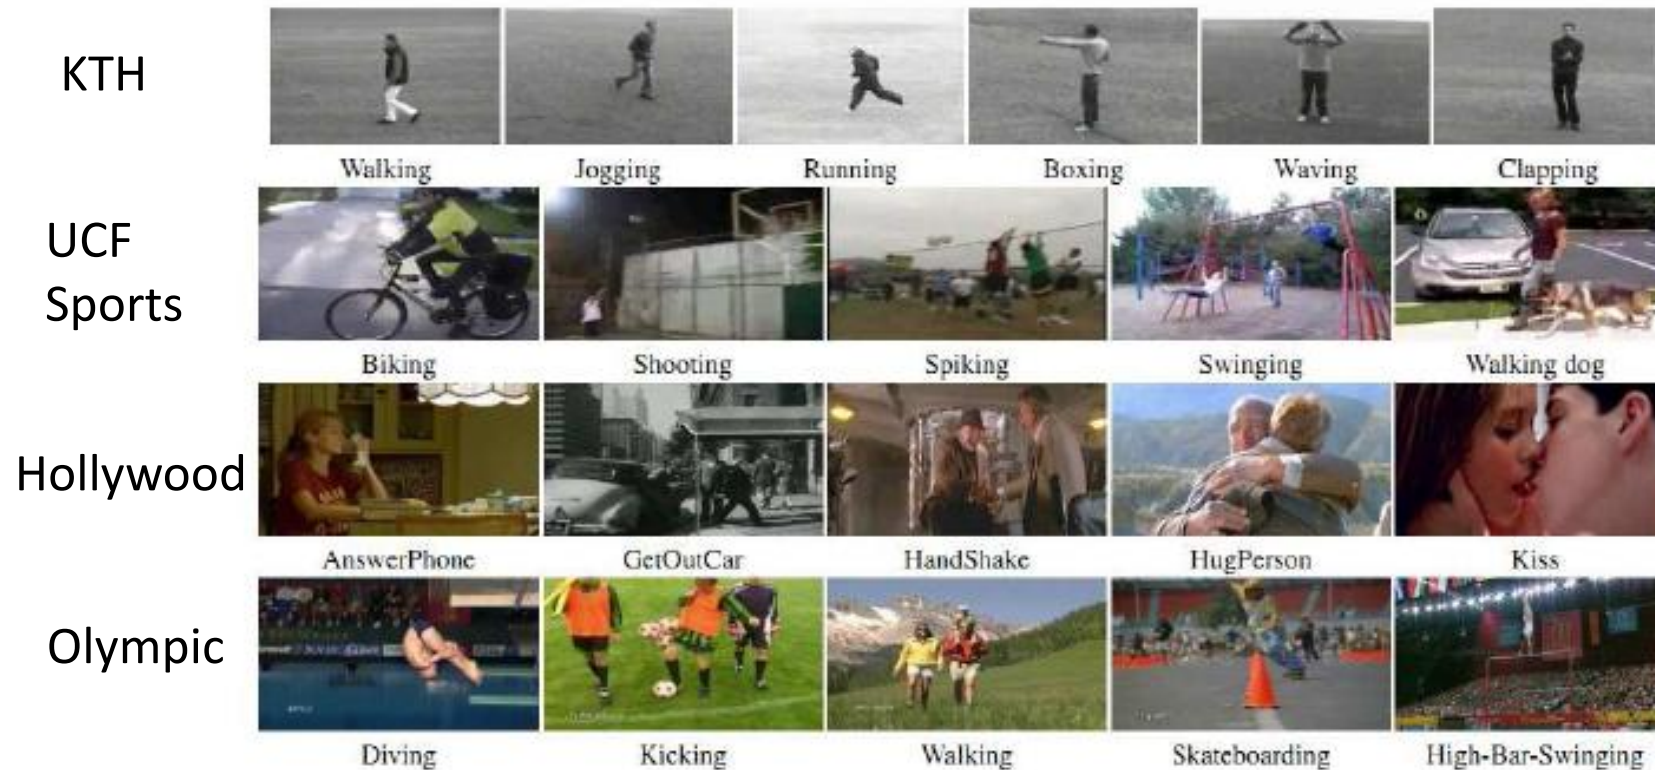 KTH
Walking Jogging Running Boxing Waving Clapping
UCF
Sports
Biking Shooting Spiking Swinging Walking dog
Hollywood
AnswerPhone GetOutCar HandShake HugPerson Kiss
Olympic
Diving Kicking Walking Skateboarding High-Bar-Swinging